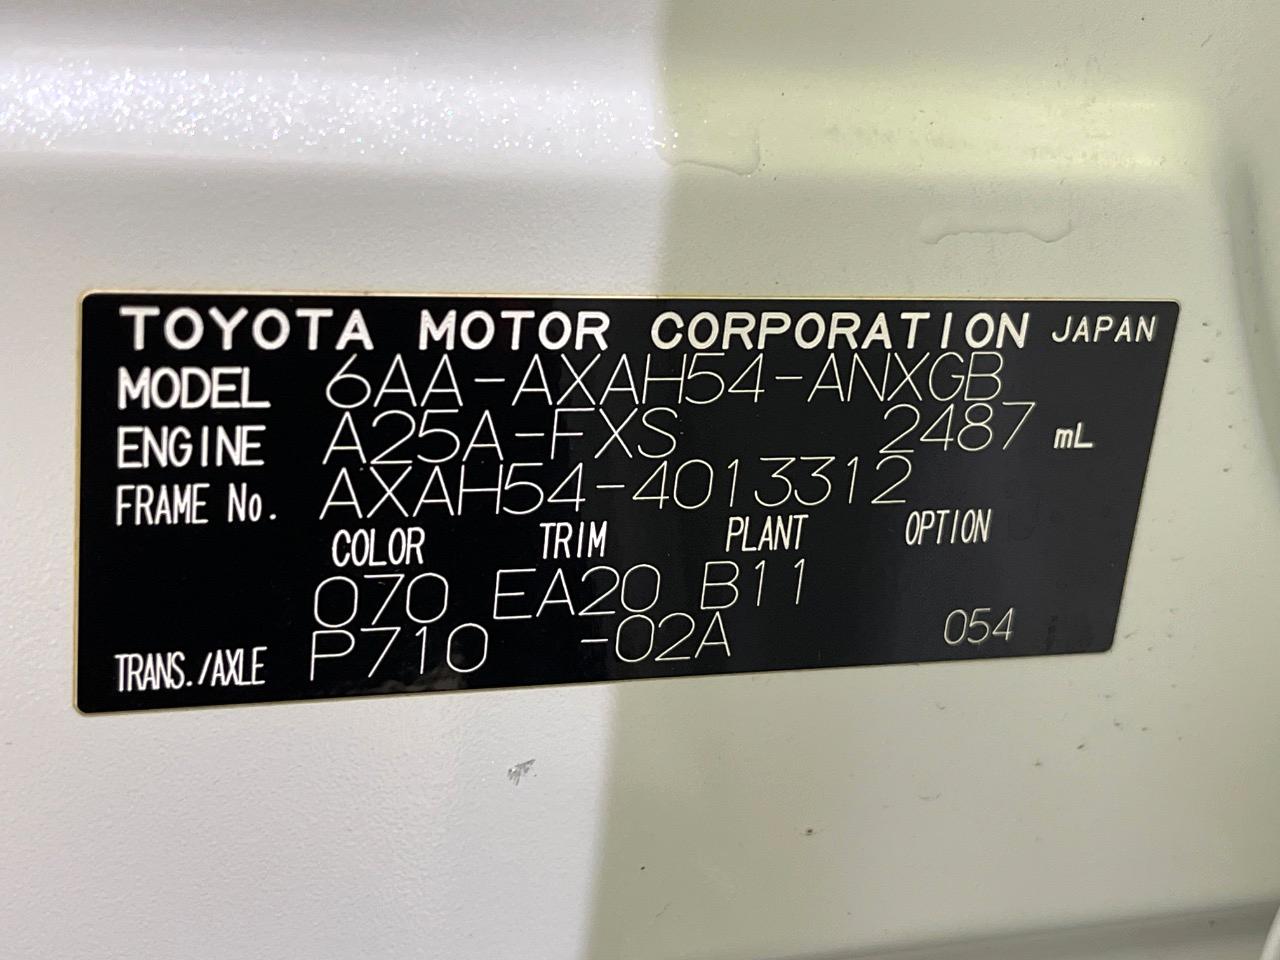 TOYOTA MOTOR CORPORATION JAPAN
MODEL 6AA-AXAH54-ANXGB
ENGINE A25A-FXS 2487 mL
FRAME No. AXAH54-4013312
COLOR TRIM PLANT OPTION
070 EA20 B11
TRANS./AXLE P710 -02A 054